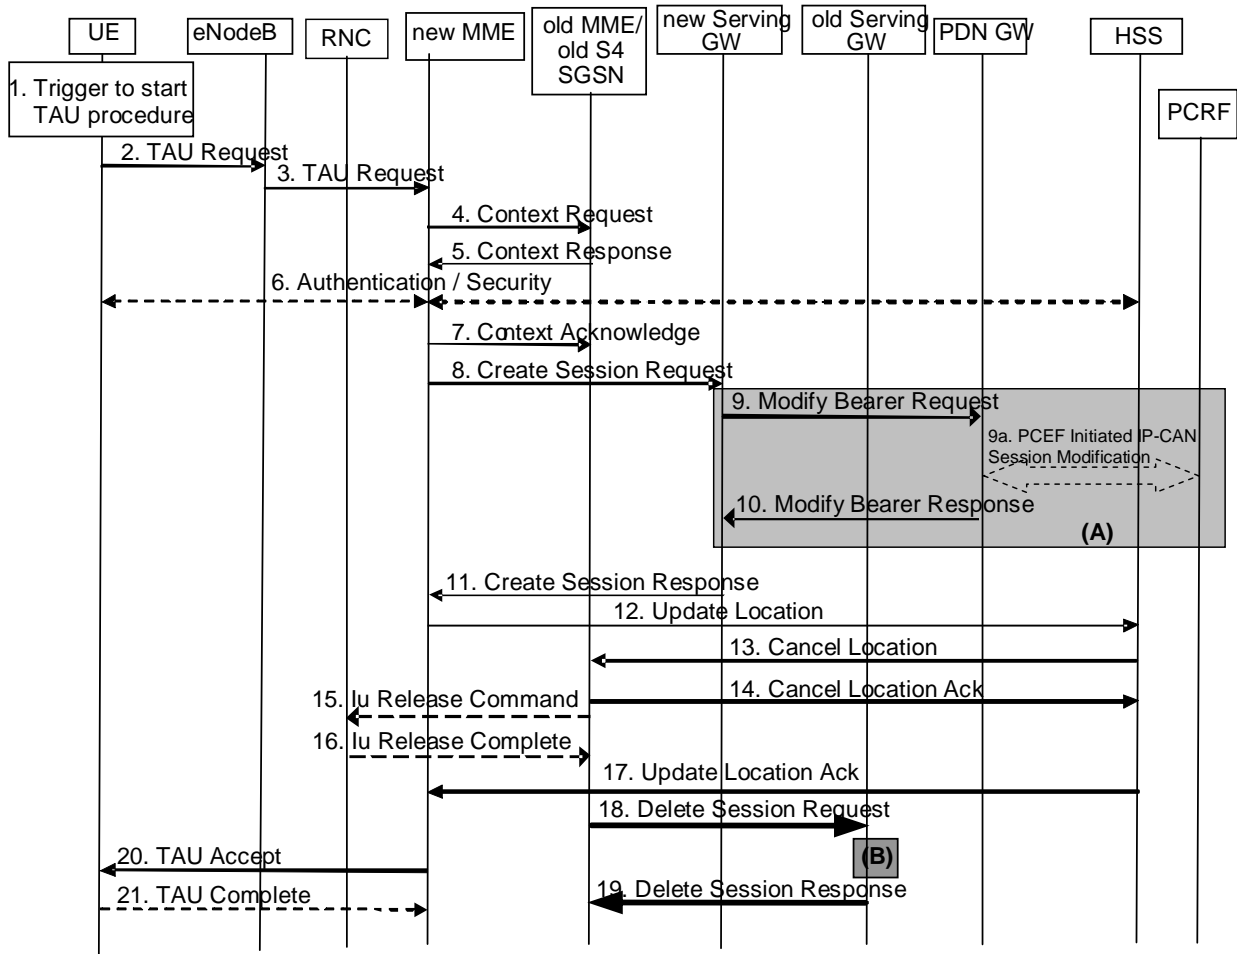 UE
eNodeB
RNC
new MME
old MME/
old S4
SGSN
new Serving
GW
old Serving
GW
PDN GW
HSS
PCRF
1. Trigger to start
TAU procedure
2. TAU Request
3. TAU Request
4. Context Request
5. Context Response
6. Authentication / Security
7. Context Acknowledge
8. Create Session Request
9. Modify Bearer Request
9a. PCEF Initiated IP-CAN
Session Modification
10. Modify Bearer Response
(A)
11. Create Session Response
12. Update Location
13. Cancel Location
14. Cancel Location Ack
15. Iu Release Command
16. Iu Release Complete
17. Update Location Ack
18. Delete Session Request
(B)
20. TAU Accept
19. Delete Session Response
21. TAU Complete